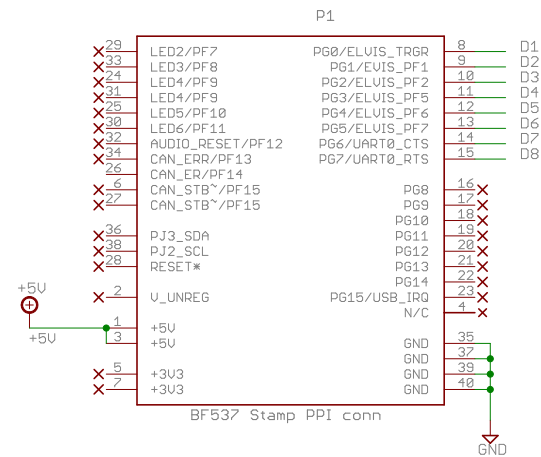 P1
29 LED2/PF7 PG0/ELVIS_TRGR 8 D1
33 LED3/PF8 PG1/EVIS_PF1 9 D2
24 LED4/PF9 PG2/ELVIS_PF2 10 D3
31 LED4/PF9 PG3/ELVIS_PF5 11 D4
25 LED5/PF10 PG4/ELVIS_PF6 12 D5
30 LED6/PF11 PG5/ELVIS_PF7 13 D6
32 AUDIO_RESET/PF12 PG6/UART0_CTS 14 D7
34 CAN_ERR/PF13 PG7/UART0_RTS 15 D8
26 CAN_ER/PF14
6 CAN_STB~/PF15 PG8 16
27 CAN_STB~/PF15 PG9 17
PG10 18
36 PJ3_SDA PG11 19
38 PJ2_SCL PG12 20
28 RESET* PG13 21
PG14 22
+5V
2 V_UNREG PG15/USB_IRQ 23
N/C 4
1 +5V
+5V
3 +5V GND 35
GND 37
5 +3V3 GND 39
7 +3V3 GND 40
BF537 Stamp PPI conn
GND